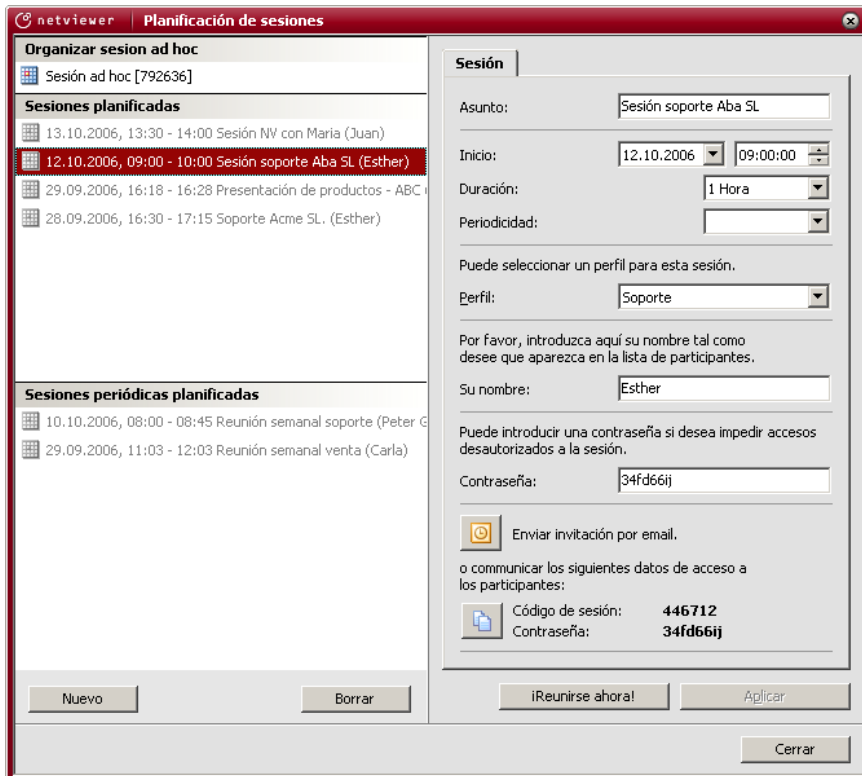 netviewer Planificación de sesiones
Organizar sesion ad hoc
Sesión ad hoc [792636]
Sesiones planificadas
13.10.2006, 13:30 - 14:00 Sesión NV con Maria (Juan)
12.10.2006, 09:00 - 10:00 Sesión soporte Aba SL (Esther)
29.09.2006, 16:18 - 16:28 Presentación de productos - ABC
28.09.2006, 16:30 - 17:15 Soporte Acme SL. (Esther)
Sesiones periódicas planificadas
10.10.2006, 08:00 - 08:45 Reunión semanal soporte (Peter G
29.09.2006, 11:03 - 12:03 Reunión semanal venta (Carla)
Nuevo
Borrar
Sesión
Asunto: Sesión soporte Aba SL
Inicio: 12.10.2006 09:00:00
Duración: 1 Hora
Periodicidad:
Puede seleccionar un perfil para esta sesión.
Perfil: Soporte
Por favor, introduzca aquí su nombre tal como
desee que aparezca en la lista de participantes.
Su nombre: Esther
Puede introducir una contraseña si desea impedir accesos
desautorizados a la sesión.
Contraseña: 34fd66ij
Enviar invitación por email.
o communicar los siguientes datos de acceso a
los participantes:
Código de sesión: 446712
Contraseña: 34fd66ij
¡Reunirse ahora!
Aplicar
Cerrar